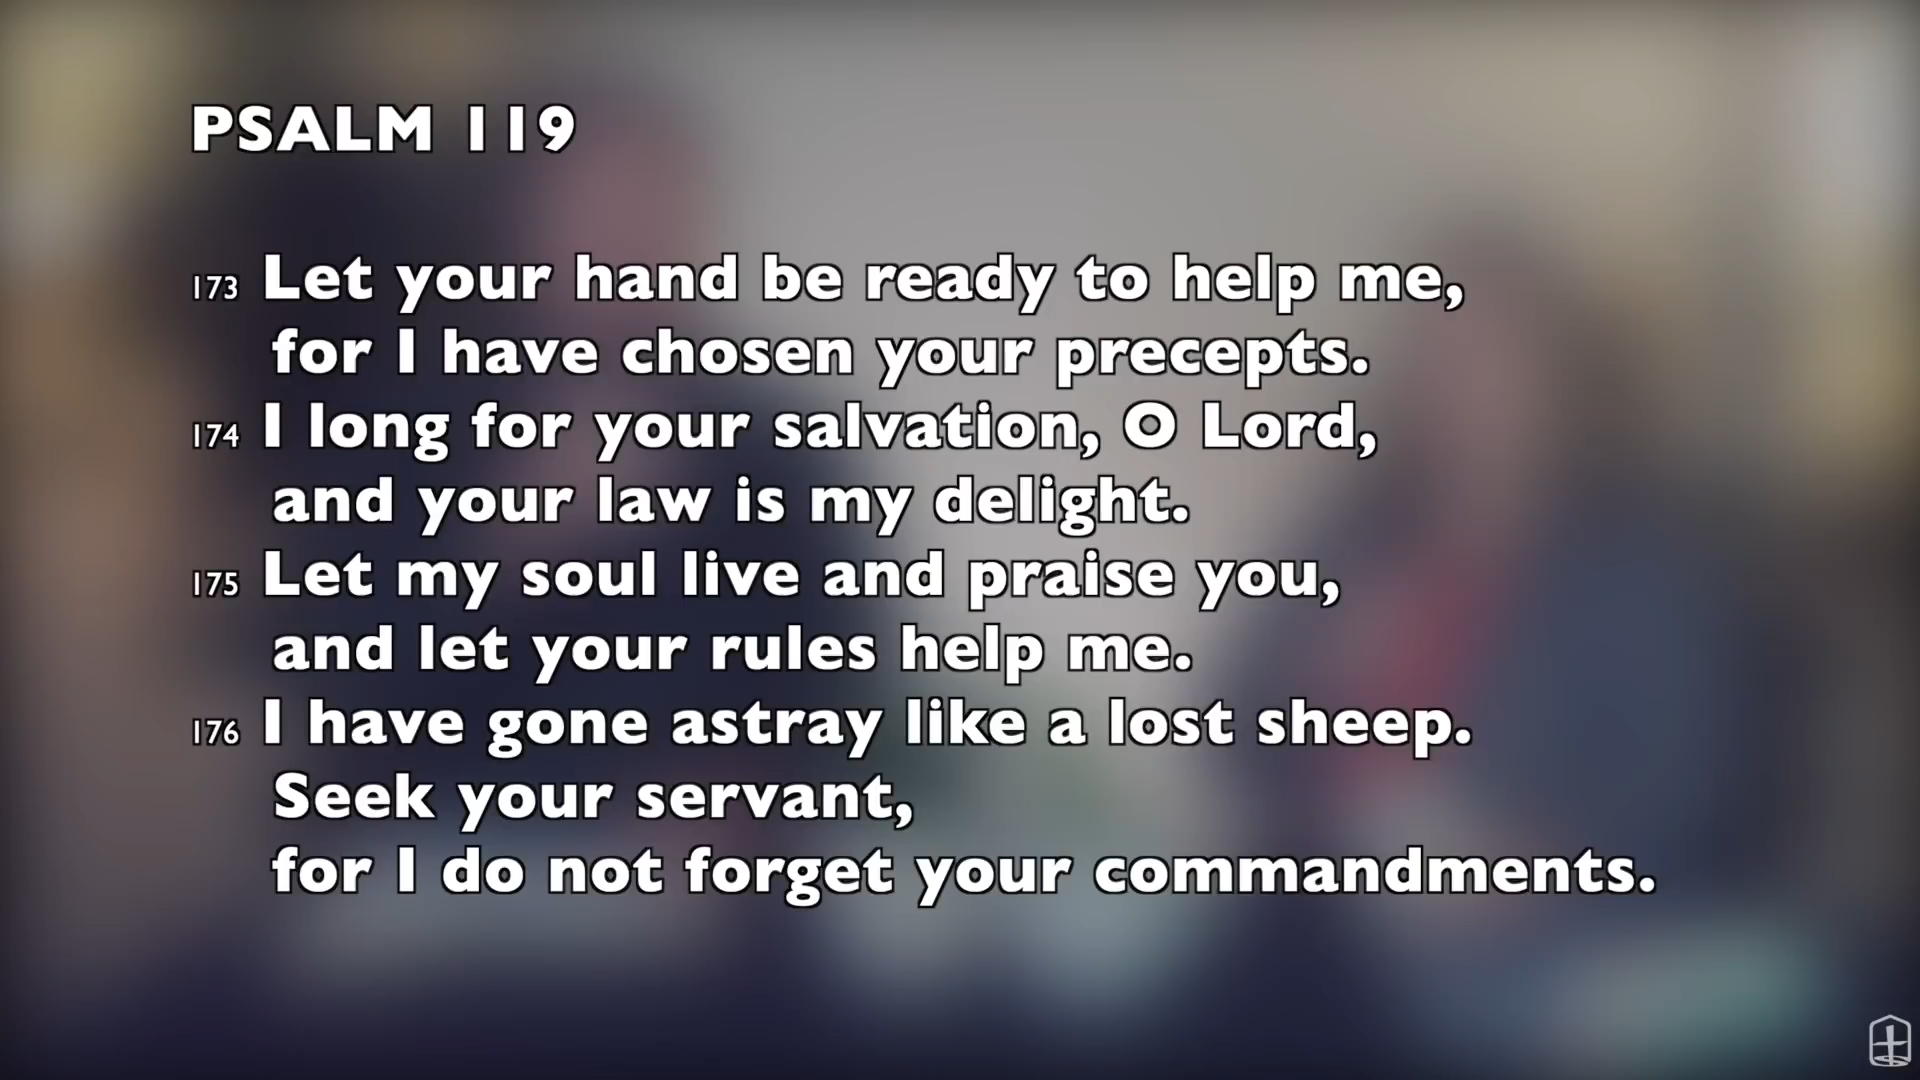 PSALM 119
173 Let your hand be ready to help me,
for I have chosen your precepts.
174 I long for your salvation, O Lord,
and your law is my delight.
175 Let my soul live and praise you,
and let your rules help me.
176 I have gone astray like a lost sheep.
Seek your servant,
for I do not forget your commandments.